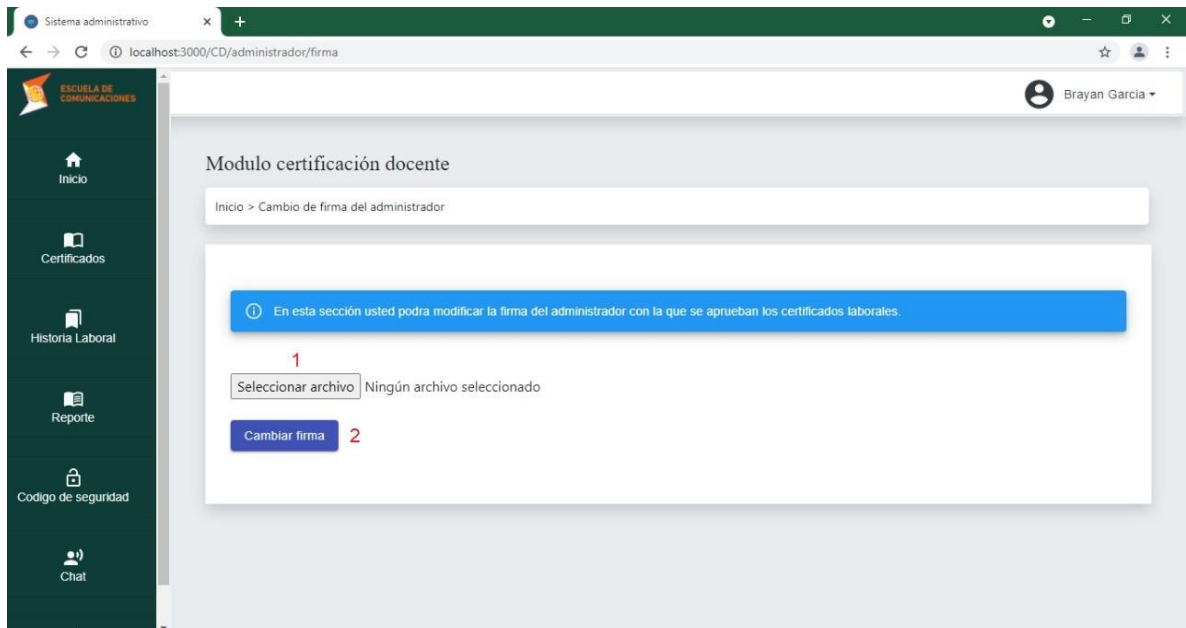 Sistema administrativo
localhost:3000/CD/administrador/firma
ESCUELA DE
COMUNICACIONES
Brayan Garcia
Inicio
Certificados
Historia Laboral
Reporte
Codigo de seguridad
Chat
Modulo certificación docente
Inicio > Cambio de firma del administrador
En esta sección usted podra modificar la firma del administrador con la que se aprueban los certificados laborales.
1
Seleccionar archivo Ningún archivo seleccionado
Cambiar firma 2